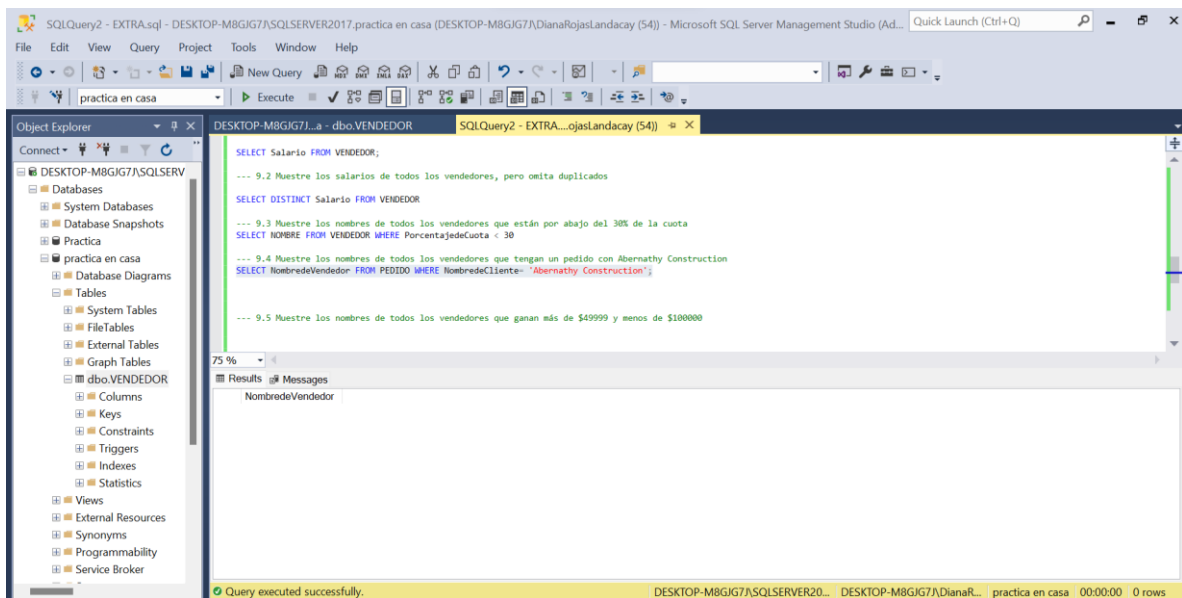 SQLQuery2 - EXTRA.sql - DESKTOP-M8GJG7J\SQLSERVER2017.practica en casa (DESKTOP-M8GJG7J\DianaRojasLandacay (54)) - Microsoft SQL Server Management Studio (Ad...
Quick Launch (Ctrl+Q)
File Edit View Query Project Tools Window Help
New Query
practica en casa
Execute
Object Explorer
DESKTOP-M8GJG7J...a - dbo.VENDEDOR
SQLQuery2 - EXTRA....ojasLandacay (54))
Connect
DESKTOP-M8GJG7J\SQLSERV
Databases
System Databases
Database Snapshots
Practica
practica en casa
Database Diagrams
Tables
System Tables
FileTables
External Tables
Graph Tables
dbo.VENDEDOR
Columns
Keys
Constraints
Triggers
Indexes
Statistics
Views
External Resources
Synonyms
Programmability
Service Broker
SELECT Salario FROM VENDEDOR;
--- 9.2 Muestre los salarios de todos los vendedores, pero omita duplicados
SELECT DISTINCT Salario FROM VENDEDOR
--- 9.3 Muestre los nombres de todos los vendedores que están por abajo del 30% de la cuota
SELECT NOMBRE FROM VENDEDOR WHERE PorcentajedeCuota < 30
--- 9.4 Muestre los nombres de todos los vendedores que tengan un pedido con Abernathy Construction
SELECT NombredeVendedor FROM PEDIDO WHERE NombredeCliente= 'Abernathy Construction';
--- 9.5 Muestre los nombres de todos los vendedores que ganan más de $49999 y menos de $100000
75 %
Results Messages
NombredeVendedor
Query executed successfully.
DESKTOP-M8GJG7J\SQLSERVER20... DESKTOP-M8GJG7J\DianaR... practica en casa 00:00:00 0 rows